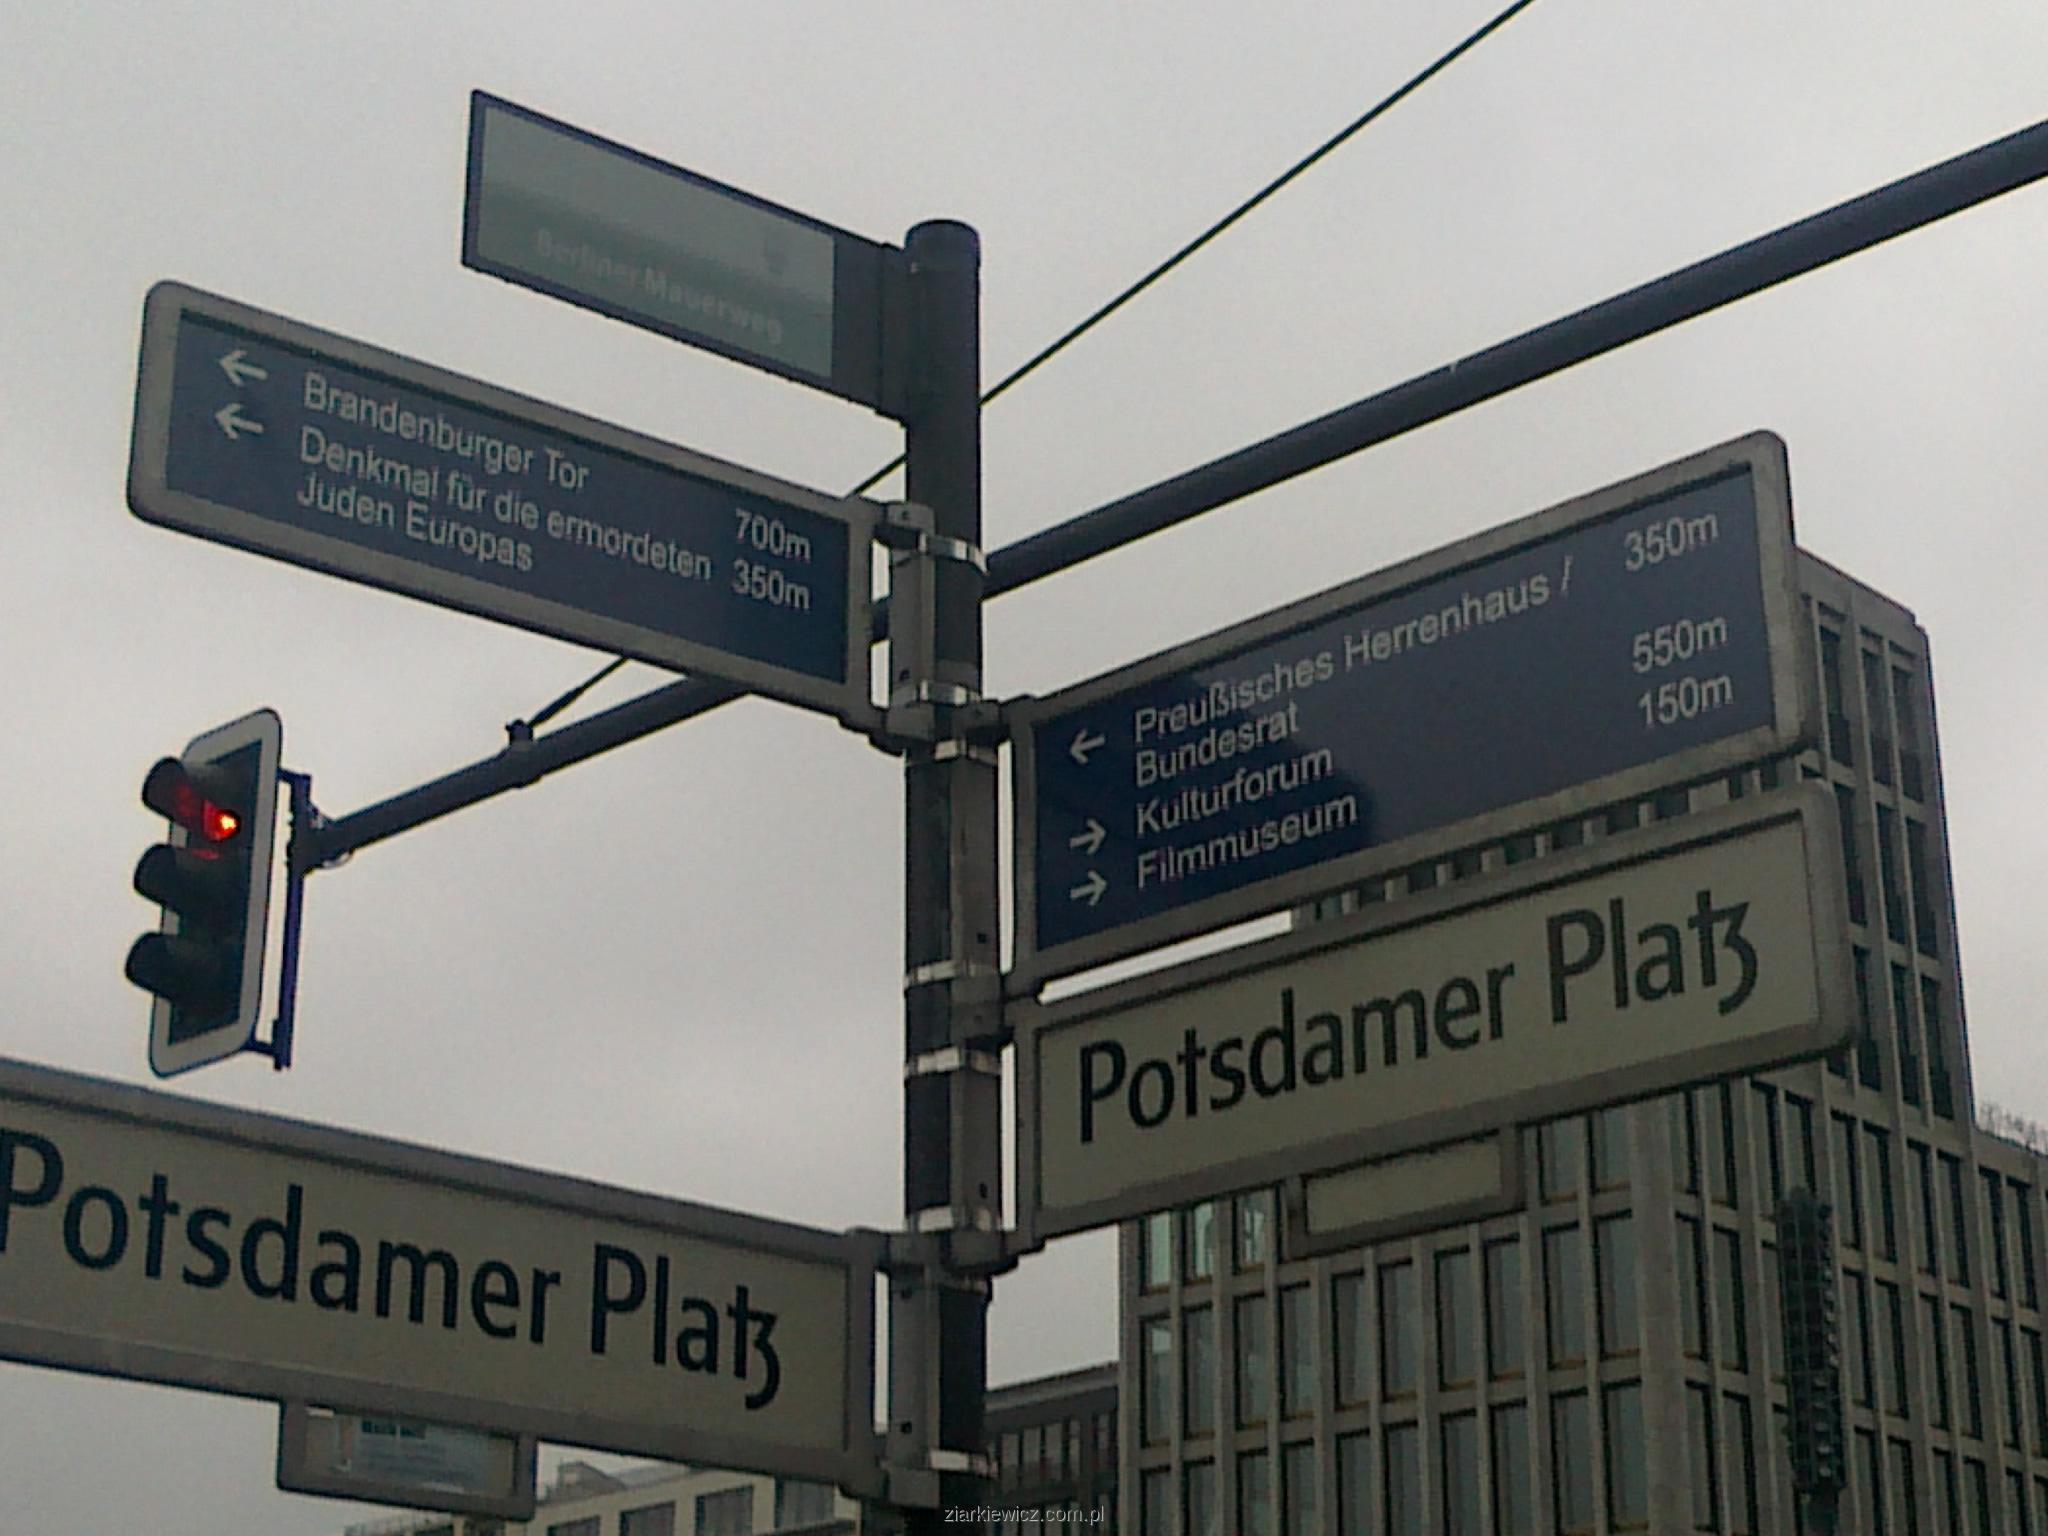 Berliner Mauerweg
← Brandenburger Tor 700m
← Denkmal für die ermordeten 350m
Juden Europas
← Preußisches Herrenhaus / 350m
Bundesrat
→ Kulturforum 550m
→ Filmmuseum 150m
Potsdamer Platz
Potsdamer Platz
ziarkiewicz.com.pl